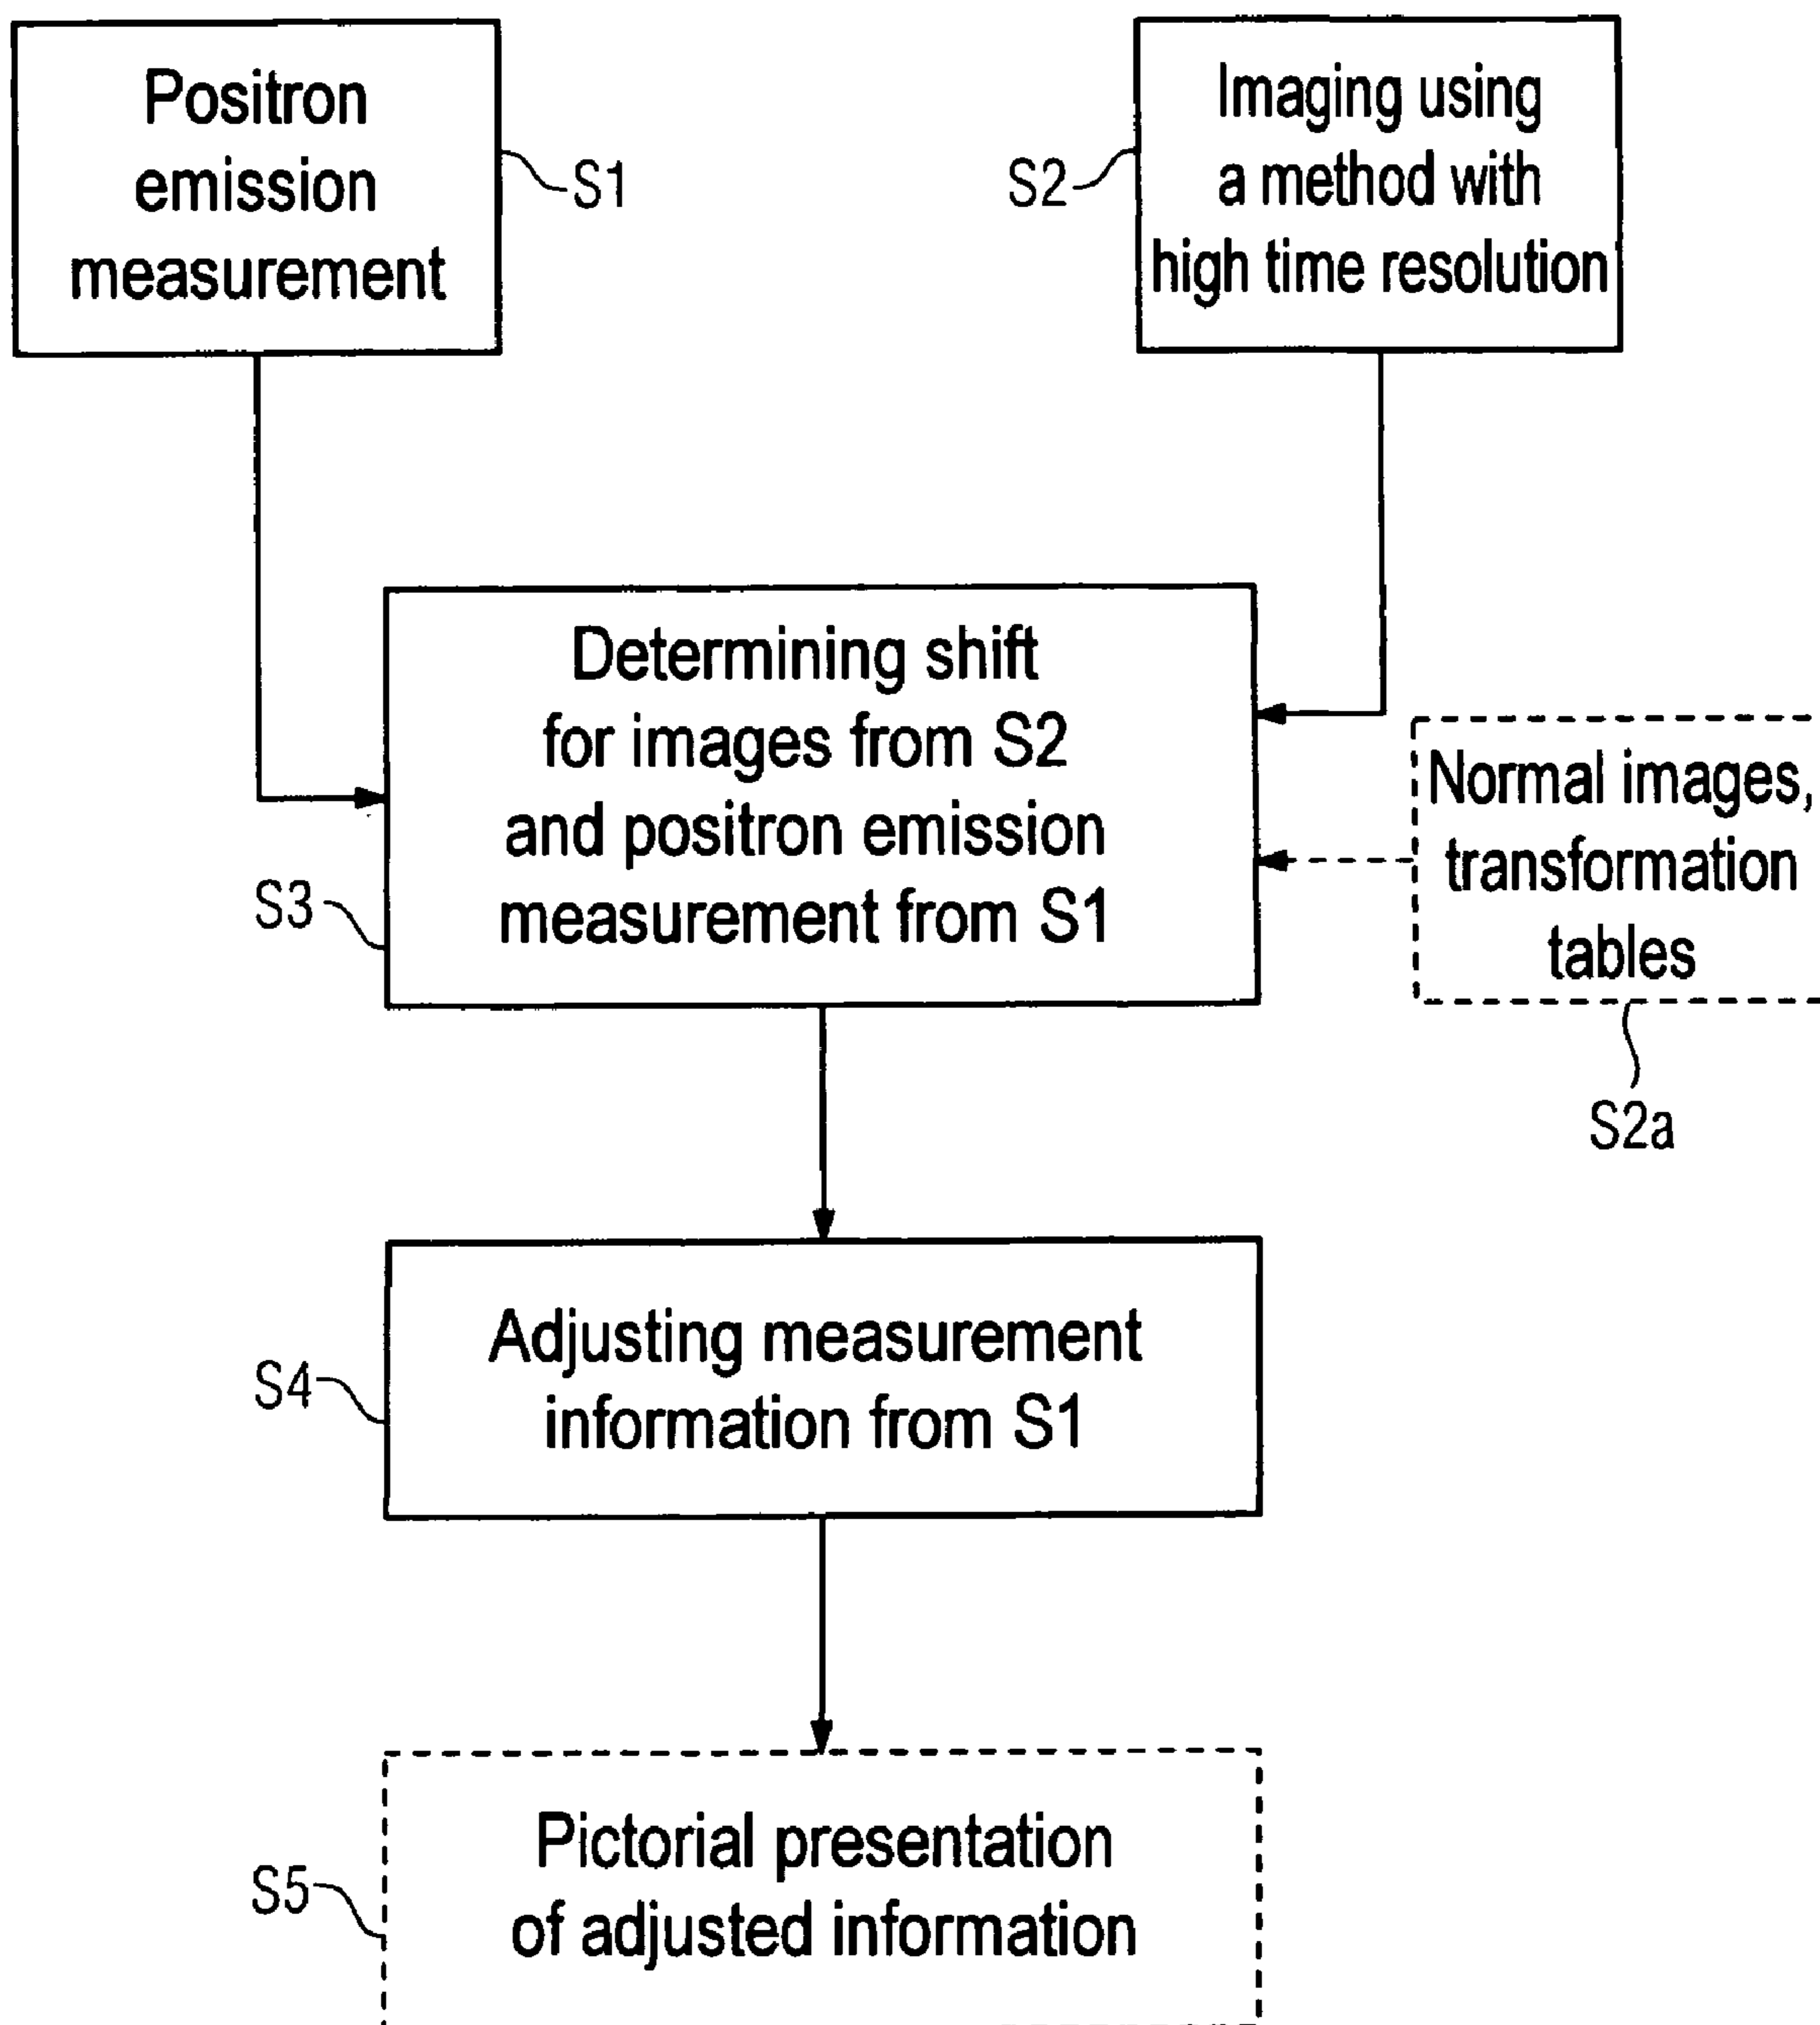 Positron
emission
measurement
S1
Imaging using
a method with
high time resolution
S2
Determining shift
for images from S2
and positron emission
measurement from S1
S3
Normal images,
transformation
tables
S2a
Adjusting measurement
information from S1
S4
Pictorial presentation
of adjusted information
S5